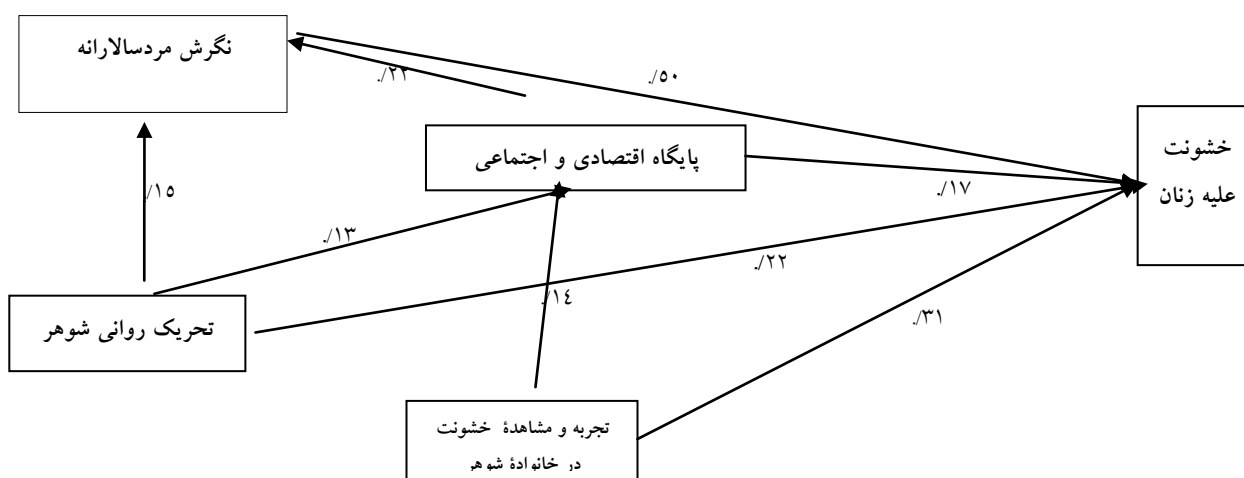 نگرش مردسالارانه
./۲۲
./۵۰
پایگاه اقتصادی و اجتماعی
خشونت
علیه زنان
./۱۷
./۱۵
./۱۳
./۲۲
./۱٤
./۳۱
تحریک روانی شوهر
تجربه و مشاهدهٔ خشونت
در خانوادهٔ شوهر